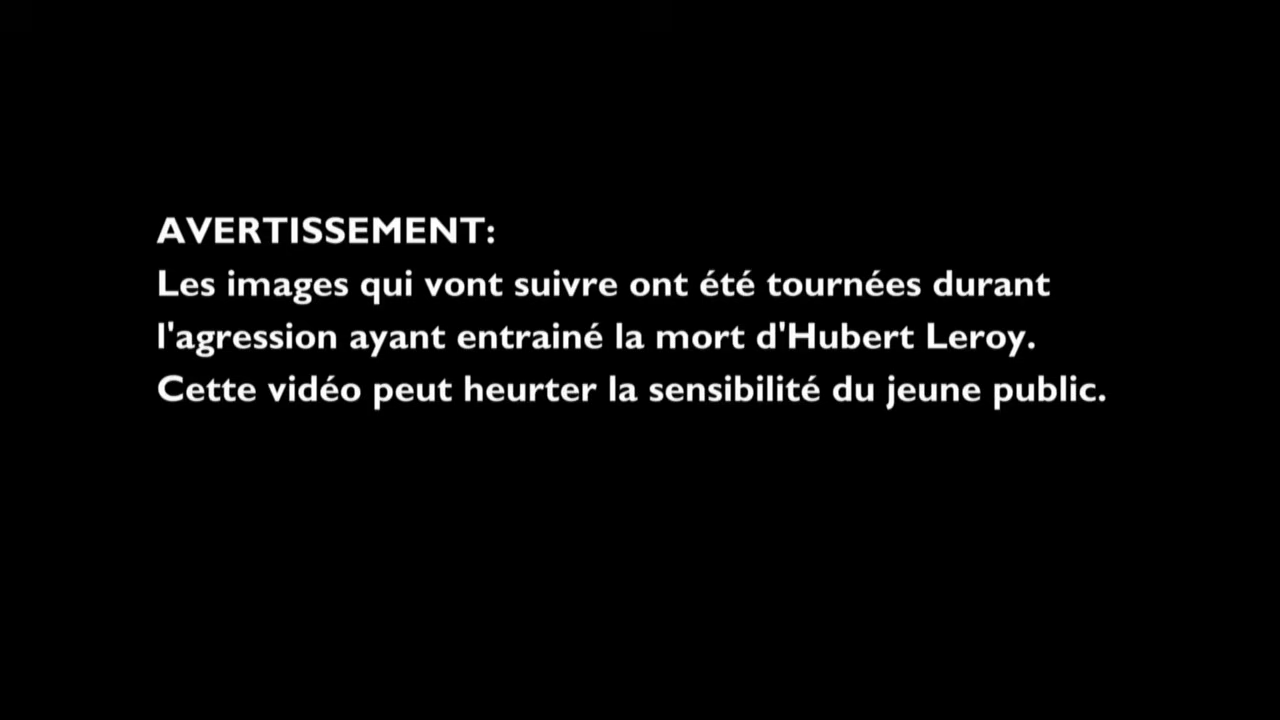 AVERTISSEMENT:
Les images qui vont suivre ont été tournées durant
l'agression ayant entrainé la mort d'Hubert Leroy.
Cette vidéo peut heurter la sensibilité du jeune public.